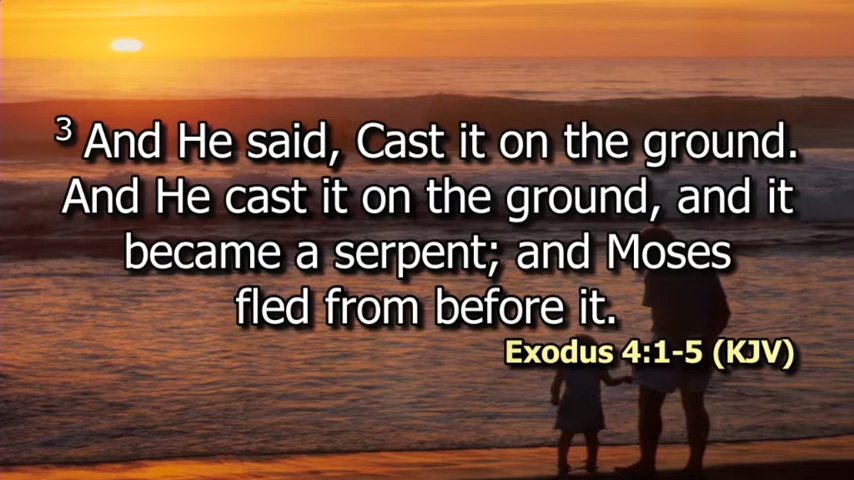 3 And He said, Cast it on the ground.
And He cast it on the ground, and it
became a serpent; and Moses
fled from before it.
Exodus 4:1-5 (KJV)